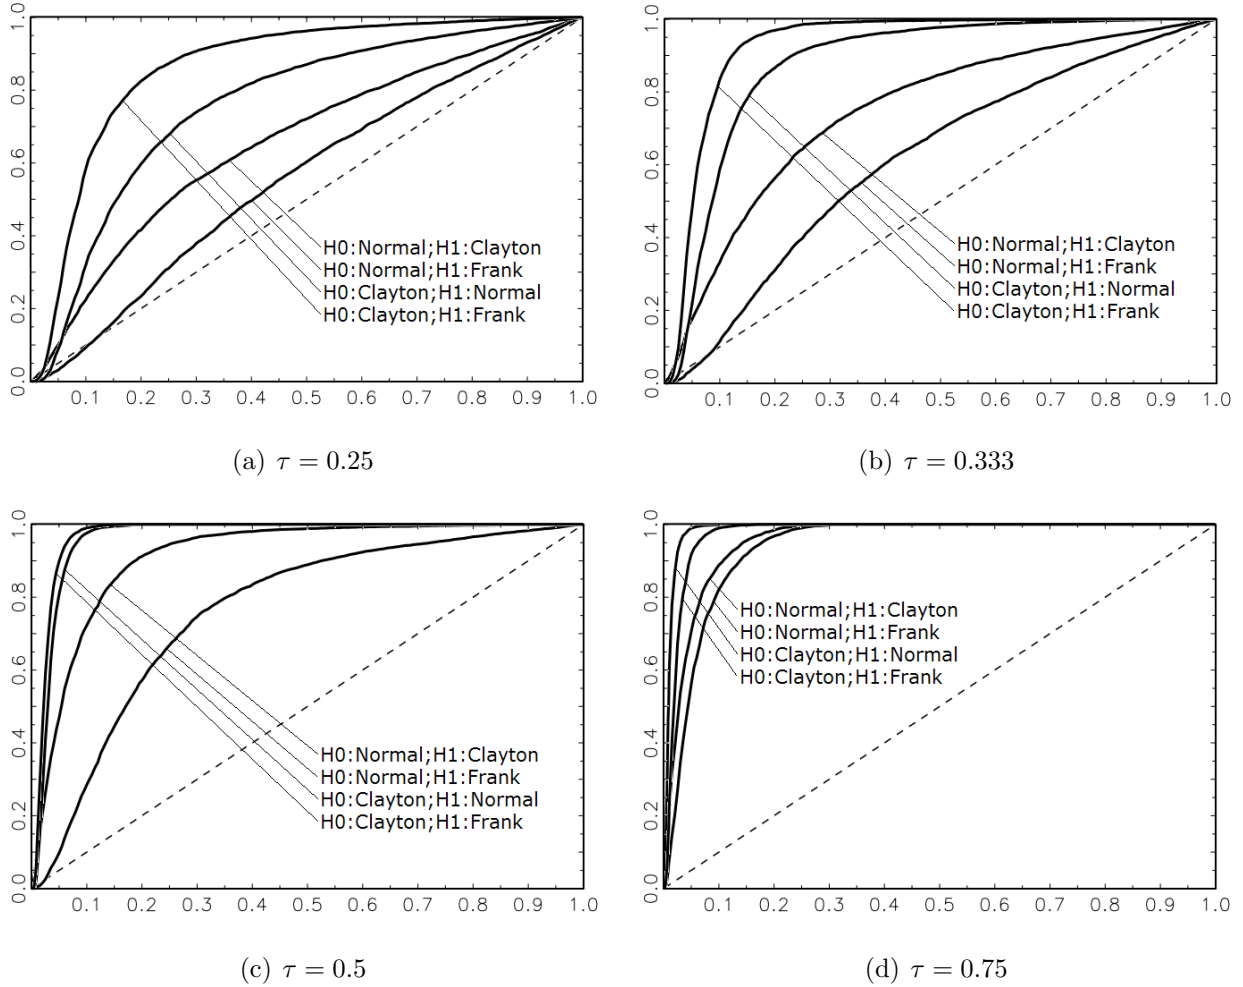 1.0
0.8
0.6
0.4
0.2
0.0
H0:Normal;H1:Clayton
H0:Normal;H1:Frank
H0:Clayton;H1:Normal
H0:Clayton;H1:Frank
0.1 0.2 0.3 0.4 0.5 0.6 0.7 0.8 0.9 1.0
(a) τ = 0.25
1.0
0.8
0.6
0.4
0.2
0.0
H0:Normal;H1:Clayton
H0:Normal;H1:Frank
H0:Clayton;H1:Normal
H0:Clayton;H1:Frank
0.1 0.2 0.3 0.4 0.5 0.6 0.7 0.8 0.9 1.0
(b) τ = 0.333
1.0
0.8
0.6
0.4
0.2
0.0
H0:Normal;H1:Clayton
H0:Normal;H1:Frank
H0:Clayton;H1:Normal
H0:Clayton;H1:Frank
0.1 0.2 0.3 0.4 0.5 0.6 0.7 0.8 0.9 1.0
(c) τ = 0.5
1.0
0.8
0.6
0.4
0.2
0.0
H0:Normal;H1:Clayton
H0:Normal;H1:Frank
H0:Clayton;H1:Normal
H0:Clayton;H1:Frank
0.1 0.2 0.3 0.4 0.5 0.6 0.7 0.8 0.9 1.0
(d) τ = 0.75